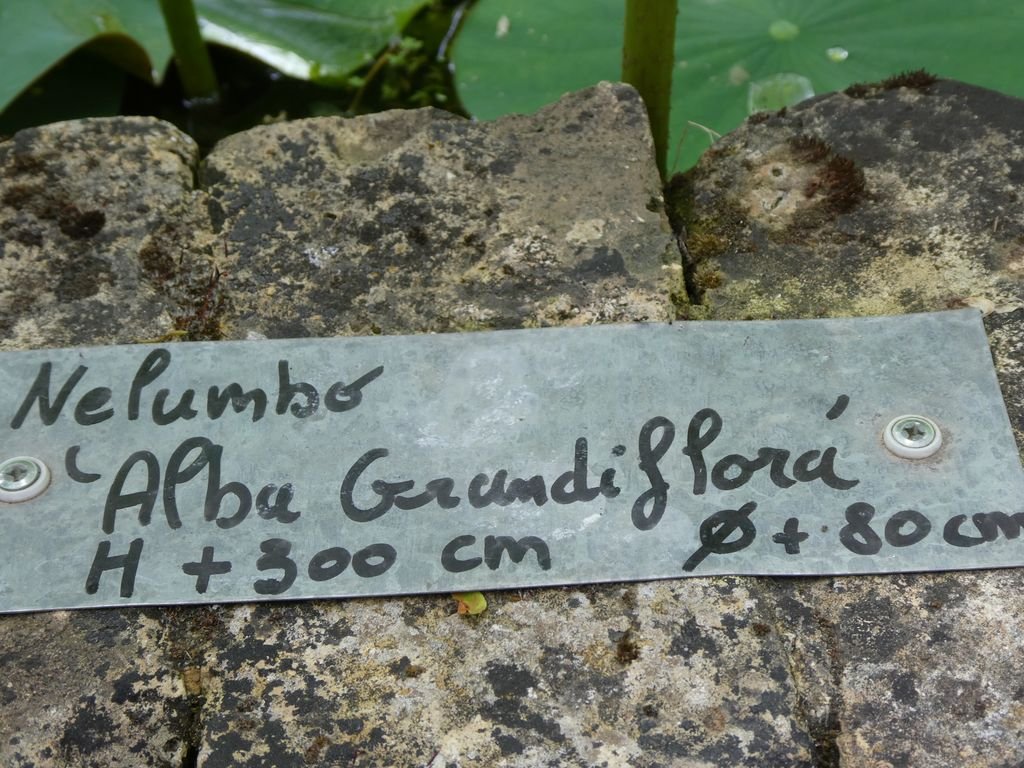 Nelumbo
'Alba Grandiflora'
H + 300 cm Ø + 80 cm